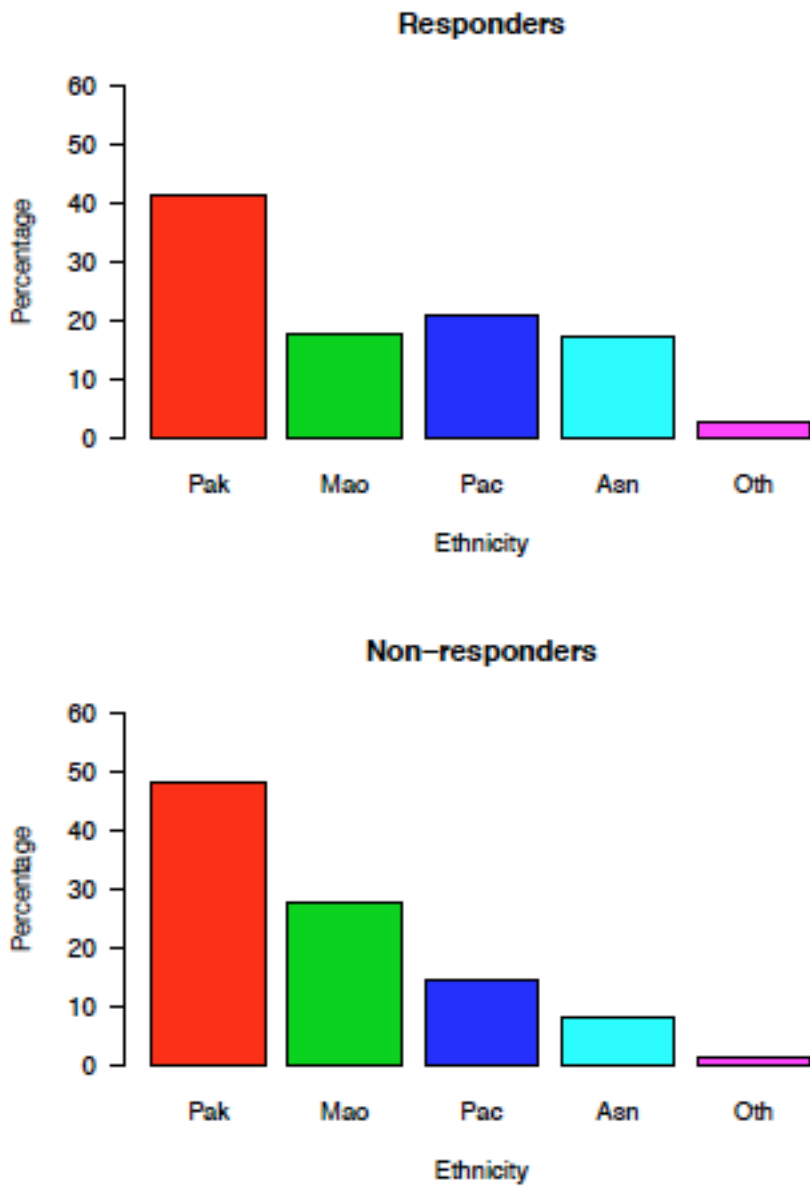 Responders
60
50
40
30
20
10
0
Percentage
Pak Mao Pac Asn Oth
Ethnicity
Non-responders
60
50
40
30
20
10
0
Percentage
Pak Mao Pac Asn Oth
Ethnicity